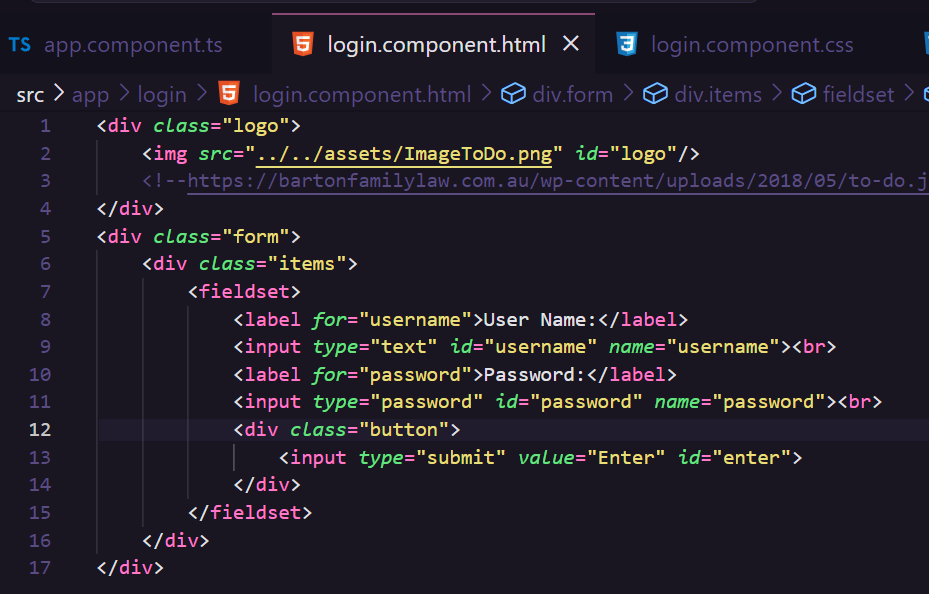 app.component.ts login.component.html login.component.css
src > app > login > login.component.html > div.form > div.items > fieldset >
1 <div class="logo">
2 <img src="../../assets/ImageToDo.png" id="logo"/>
3 <!--https://bartonfamilylaw.com.au/wp-content/uploads/2018/05/to-do.j
4 </div>
5 <div class="form">
6 <div class="items">
7 <fieldset>
8 <label for="username">User Name:</label>
9 <input type="text" id="username" name="username"><br>
10 <label for="password">Password:</label>
11 <input type="password" id="password" name="password"><br>
12 <div class="button">
13 <input type="submit" value="Enter" id="enter">
14 </div>
15 </fieldset>
16 </div>
17 </div>